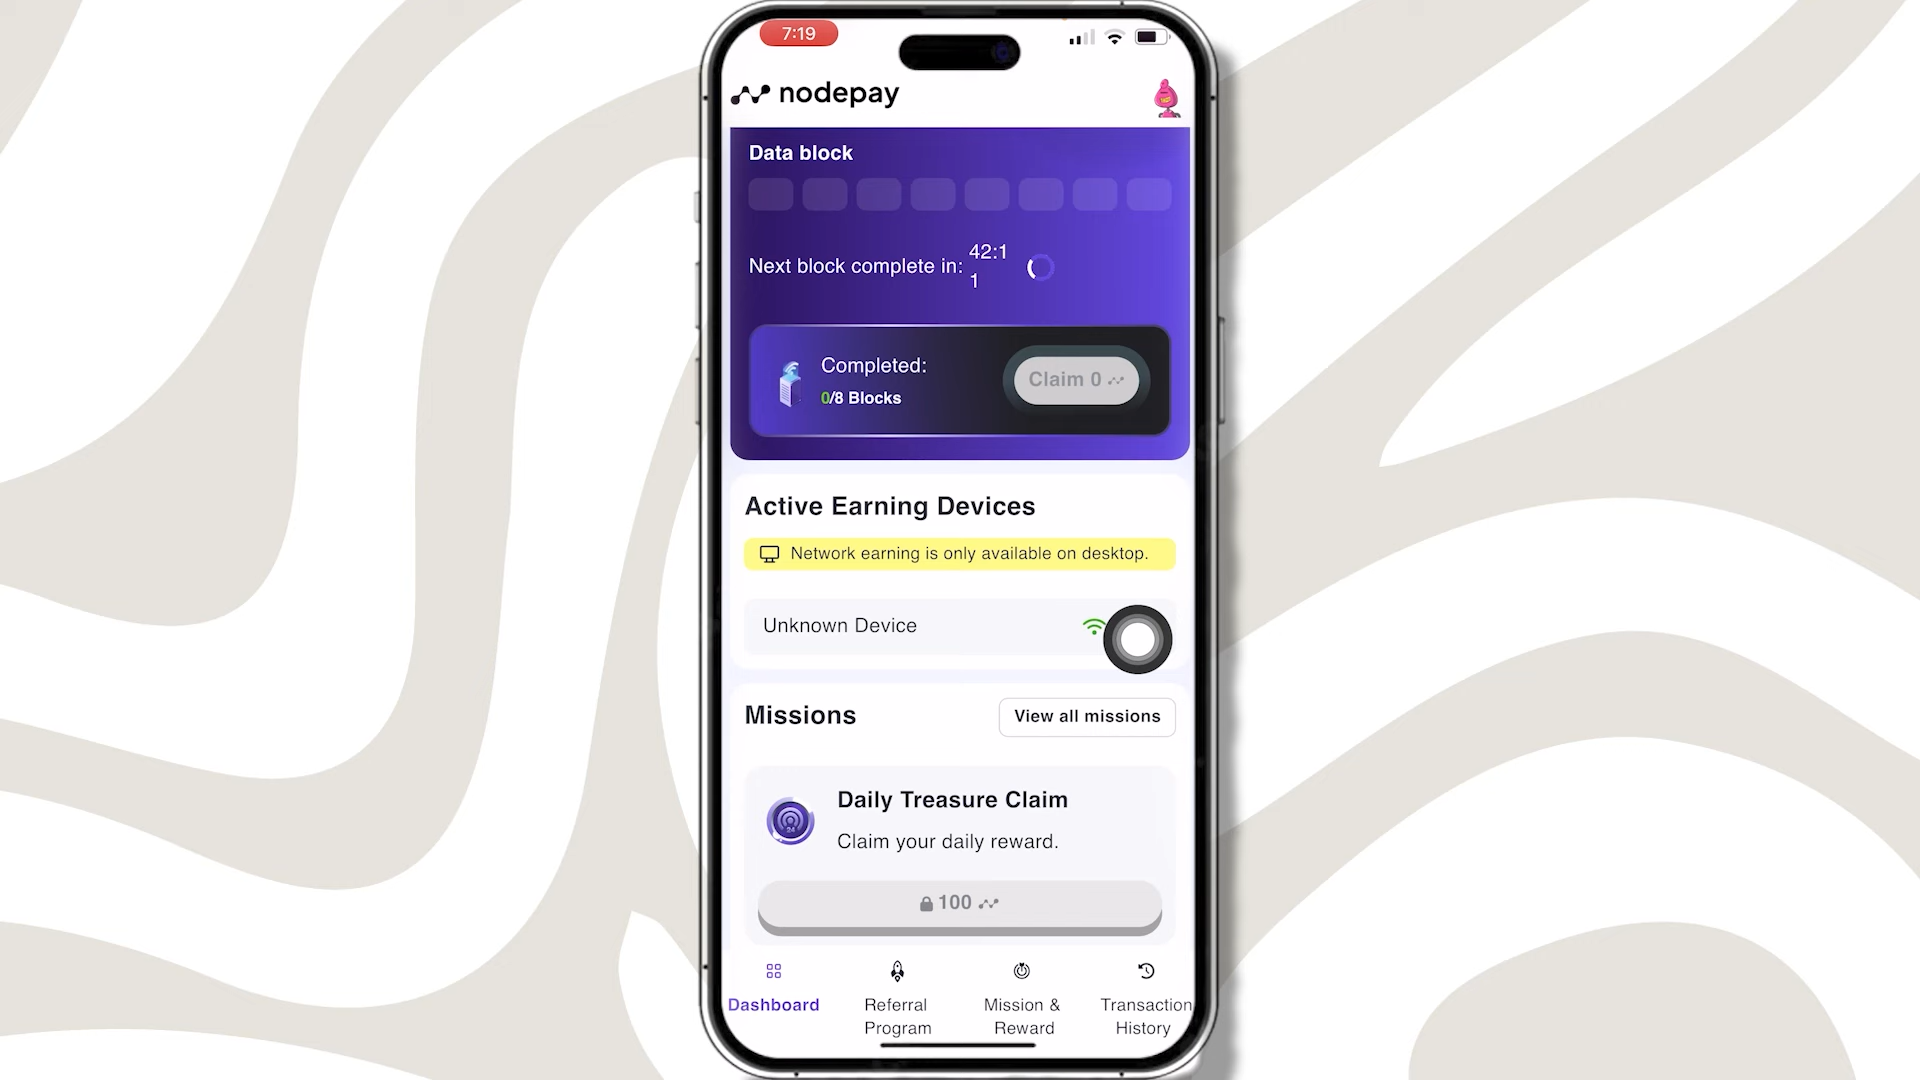 7:19
nodepay
Data block
Next block complete in: 42:1
1
Completed:
0/8 Blocks
Claim 0
Active Earning Devices
Network earning is only available on desktop.
Unknown Device
Missions
View all missions
Daily Treasure Claim
Claim your daily reward.
100
Dashboard
Referral
Program
Mission &
Reward
Transaction
History